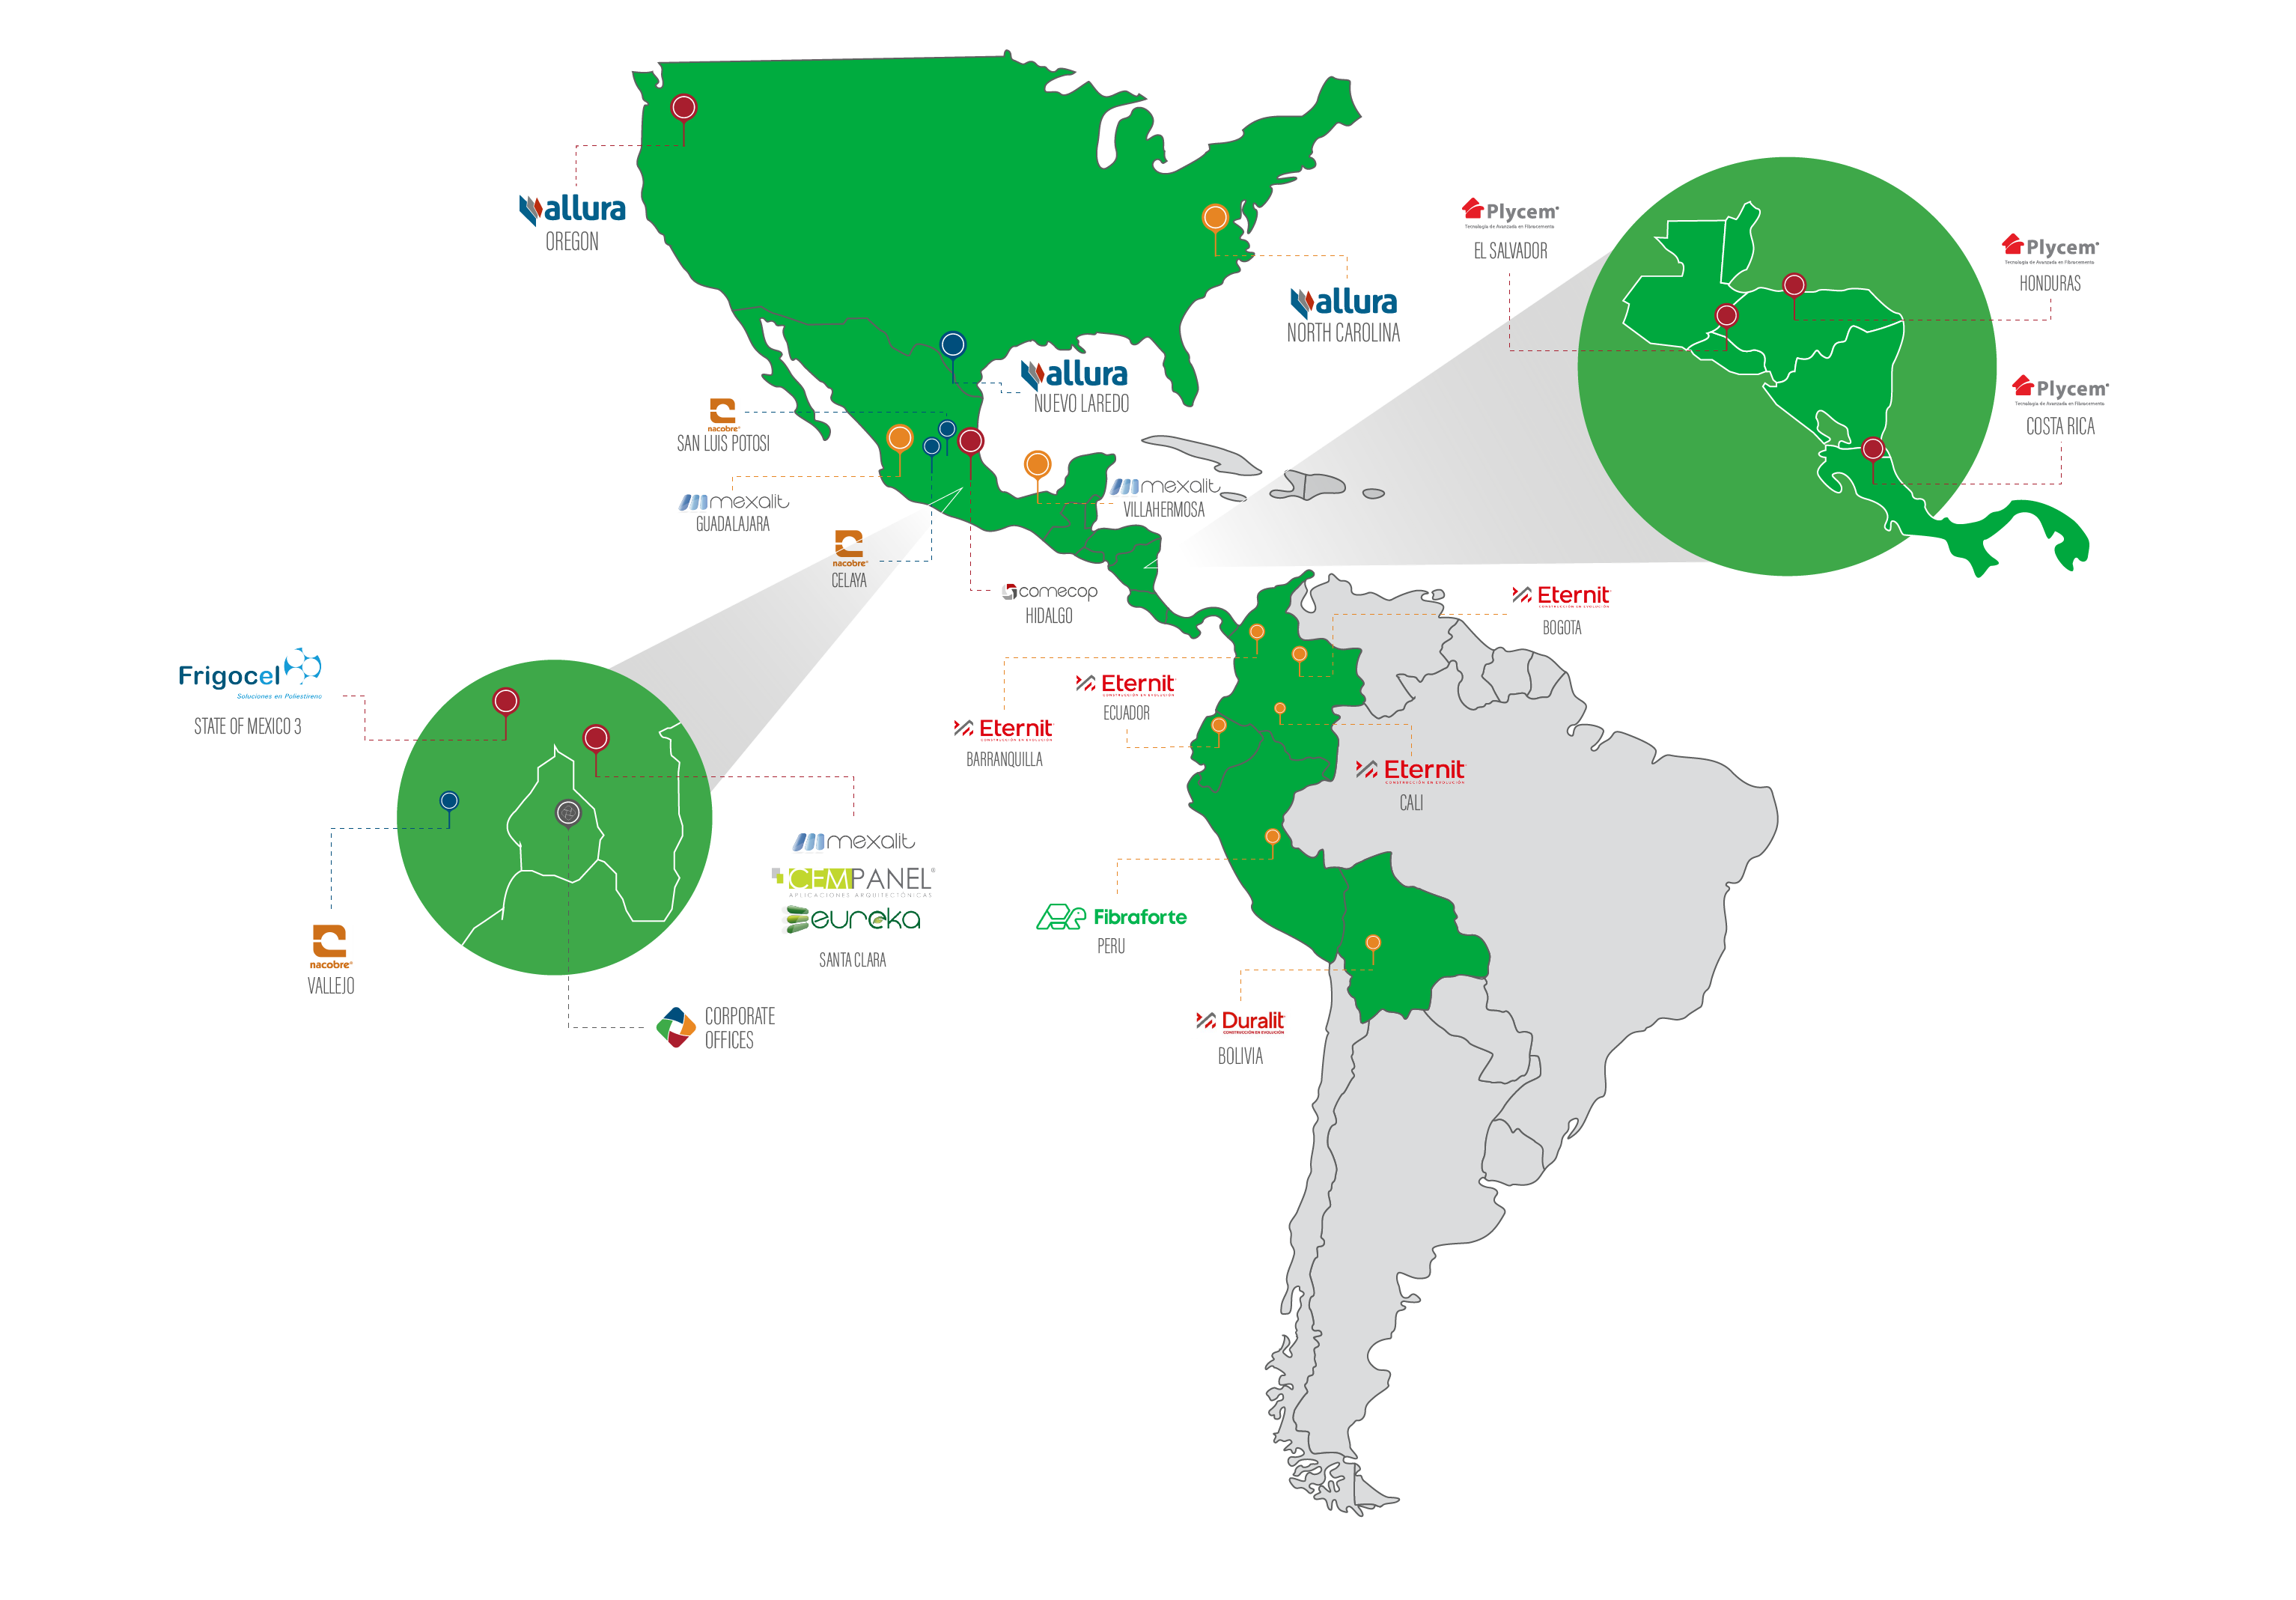 allura
OREGON
allura
NORTH CAROLINA
allura
NUEVO LAREDO
nacobre®
SAN LUIS POTOSI
mexalit
GUADALAJARA
mexalit
VILLAHERMOSA
nacobre®
CELAYA
comecop
HIDALGO
Plycem®
Tecnología de Avanzada en Fibrocemento
EL SALVADOR
Plycem®
Tecnología de Avanzada en Fibrocemento
HONDURAS
Plycem®
Tecnología de Avanzada en Fibrocemento
COSTA RICA
Eternit
CONSTRUCCIÓN EN EVOLUCIÓN
BOGOTA
Eternit
CONSTRUCCIÓN EN EVOLUCIÓN
ECUADOR
Eternit
CONSTRUCCIÓN EN EVOLUCIÓN
BARRANQUILLA
Eternit
CONSTRUCCIÓN EN EVOLUCIÓN
CALI
Frigocel
Soluciones en Poliestireno
STATE OF MEXICO 3
mexalit
CEMPANEL®
APLICACIONES ARQUITECTÓNICAS
eureka
SANTA CLARA
Fibraforte
PERU
nacobre®
VALLEJO
CORPORATE
OFFICES
Duralit
CONSTRUCCIÓN EN EVOLUCIÓN
BOLIVIA